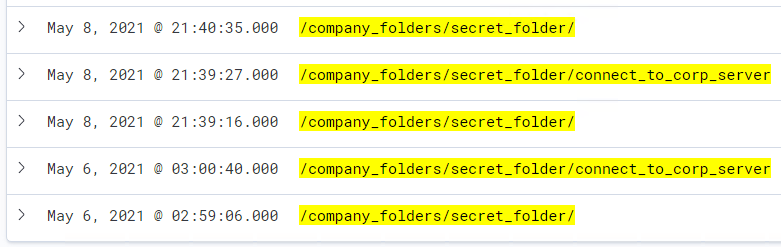 May 8, 2021 @ 21:40:35.000 /company_folders/secret_folder/
May 8, 2021 @ 21:39:27.000 /company_folders/secret_folder/connect_to_corp_server
May 8, 2021 @ 21:39:16.000 /company_folders/secret_folder/
May 6, 2021 @ 03:00:40.000 /company_folders/secret_folder/connect_to_corp_server
May 6, 2021 @ 02:59:06.000 /company_folders/secret_folder/